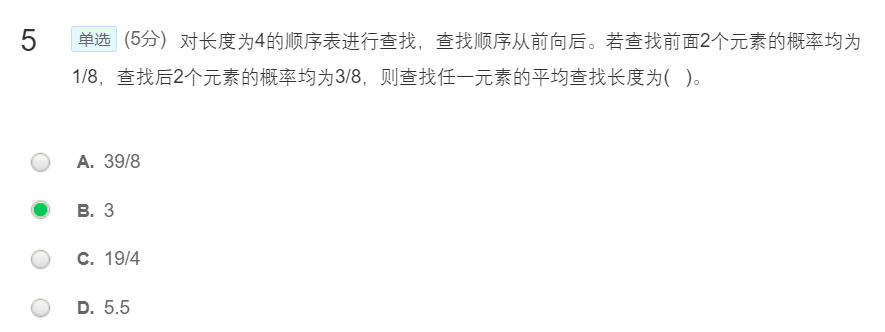 5 单选 (5分) 对长度为4的顺序表进行查找，查找顺序从前向后。若查找前面2个元素的概率均为
1/8，查找后2个元素的概率均为3/8，则查找任一元素的平均查找长度为( )。
A. 39/8
B. 3
C. 19/4
D. 5.5